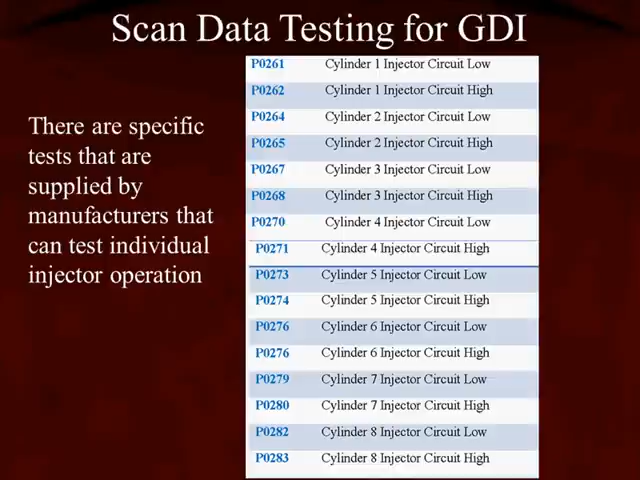 Scan Data Testing for GDI
There are specific
tests that are
supplied by
manufacturers that
can test individual
injector operation
P0261 Cylinder 1 Injector Circuit Low
P0262 Cylinder 1 Injector Circuit High
P0264 Cylinder 2 Injector Circuit Low
P0265 Cylinder 2 Injector Circuit High
P0267 Cylinder 3 Injector Circuit Low
P0268 Cylinder 3 Injector Circuit High
P0270 Cylinder 4 Injector Circuit Low
P0271 Cylinder 4 Injector Circuit High
P0273 Cylinder 5 Injector Circuit Low
P0274 Cylinder 5 Injector Circuit High
P0276 Cylinder 6 Injector Circuit Low
P0276 Cylinder 6 Injector Circuit High
P0279 Cylinder 7 Injector Circuit Low
P0280 Cylinder 7 Injector Circuit High
P0282 Cylinder 8 Injector Circuit Low
P0283 Cylinder 8 Injector Circuit High